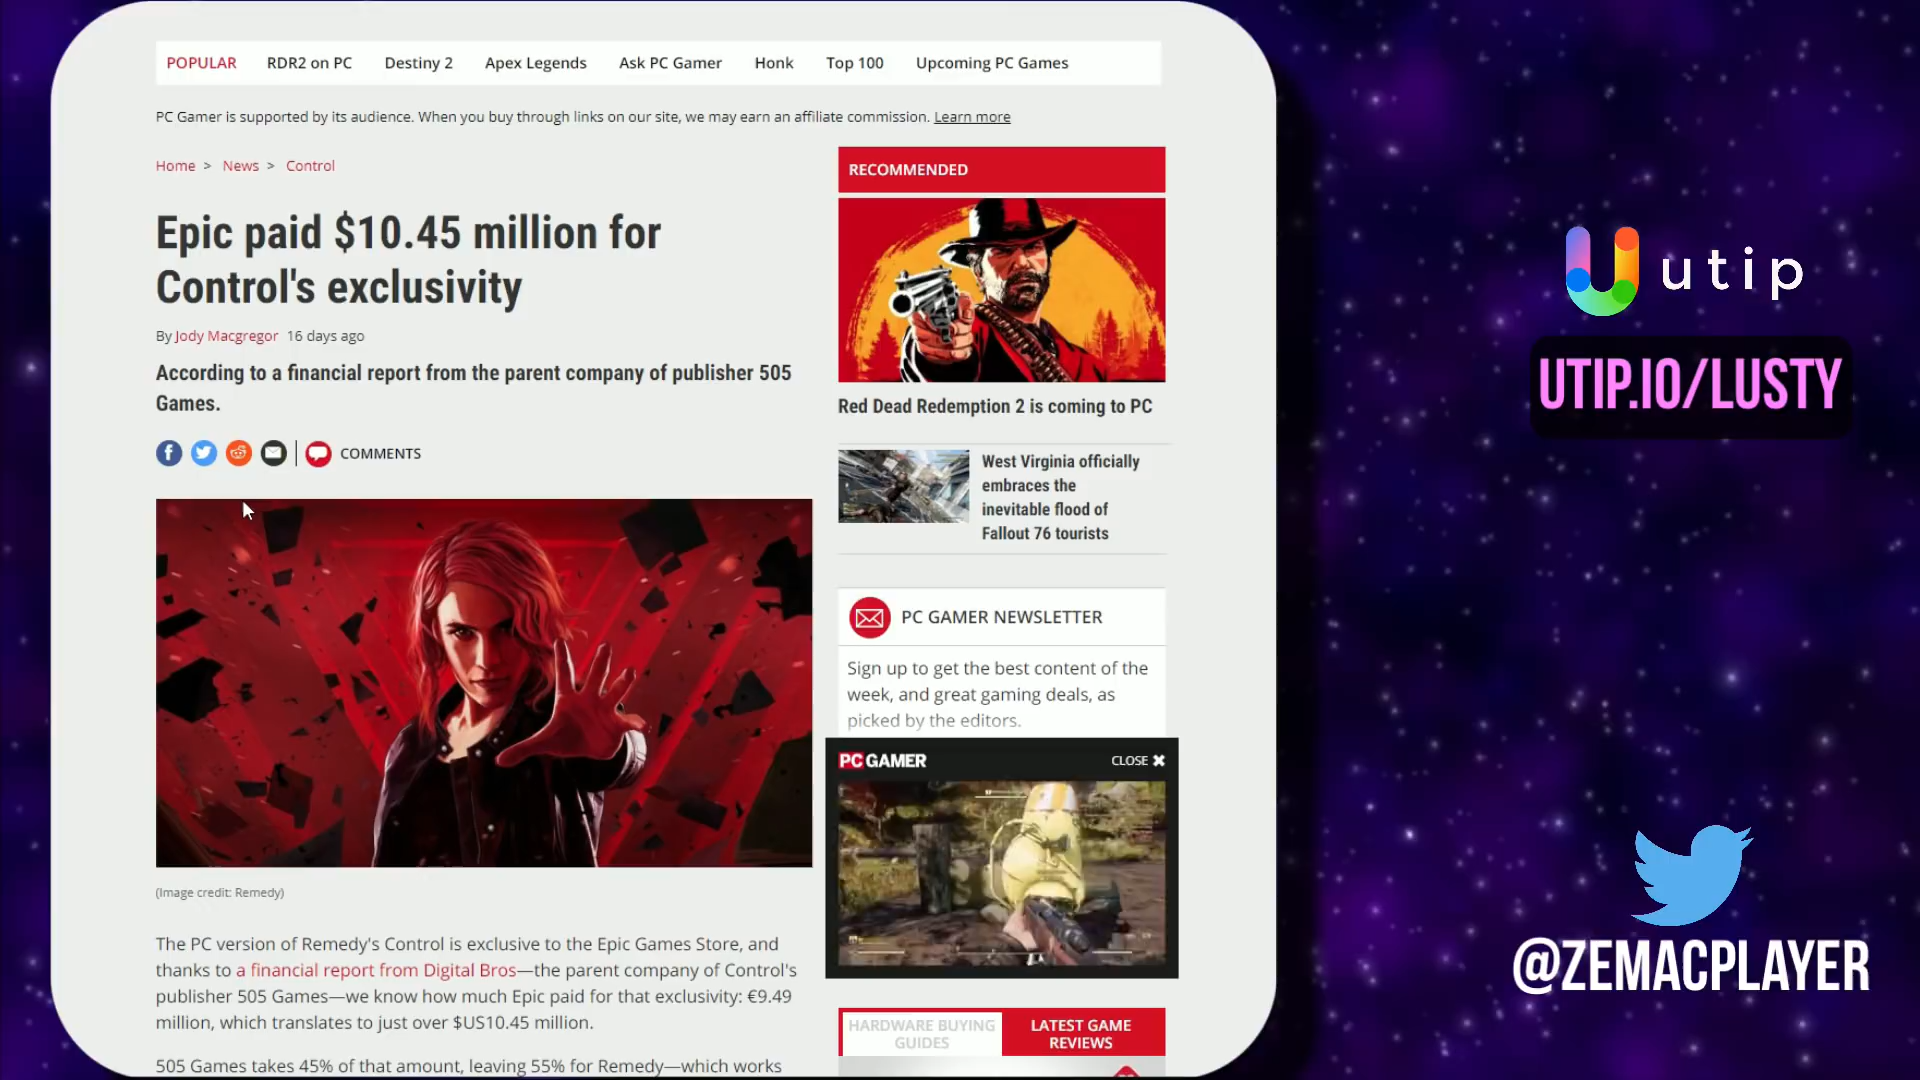 POPULAR RDR2 on PC Destiny 2 Apex Legends Ask PC Gamer Honk Top 100 Upcoming PC Games
PC Gamer is supported by its audience. When you buy through links on our site, we may earn an affiliate commission. Learn more
Home > News > Control
Epic paid $10.45 million for
Control's exclusivity
By Jody Macgregor 16 days ago
According to a financial report from the parent company of publisher 505
Games.
COMMENTS
(Image credit: Remedy)
The PC version of Remedy's Control is exclusive to the Epic Games Store, and
thanks to a financial report from Digital Bros—the parent company of Control's
publisher 505 Games—we know how much Epic paid for that exclusivity: €9.49
million, which translates to just over $US10.45 million.
505 Games takes 45% of that amount, leaving 55% for Remedy—which works
RECOMMENDED
Red Dead Redemption 2 is coming to PC
West Virginia officially
embraces the
inevitable flood of
Fallout 76 tourists
PC GAMER NEWSLETTER
Sign up to get the best content of the
week, and great gaming deals, as
picked by the editors.
PC GAMER CLOSE
HARDWARE BUYING
GUIDES
LATEST GAME
REVIEWS
utip
UTIP.IO/LUSTY
@ZEMACPLAYER